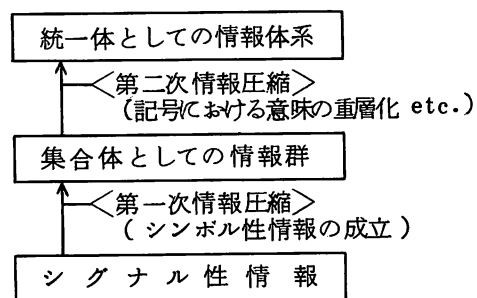 統一体としての情報体系
<第二次情報圧縮>
(記号における意味の重層化 etc.)
集合体としての情報群
<第一次情報圧縮>
(シンボル性情報の成立)
シグナル性情報